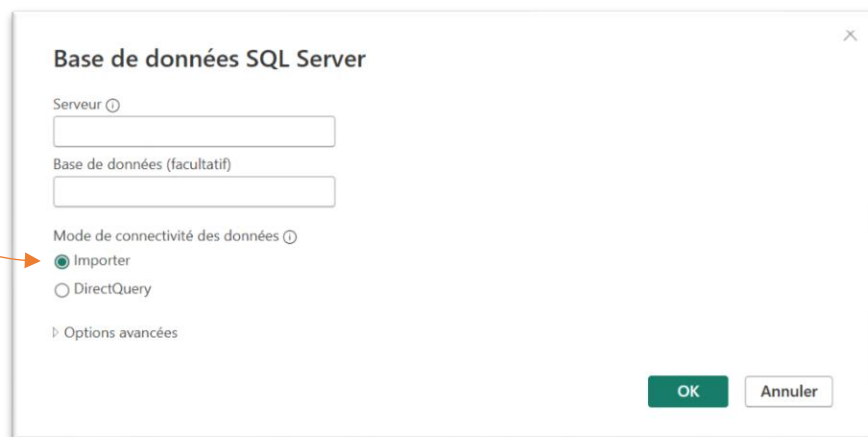 Base de données SQL Server
Serveur
Base de données (facultatif)
Mode de connectivité des données
Importer
DirectQuery
Options avancées
OK Annuler